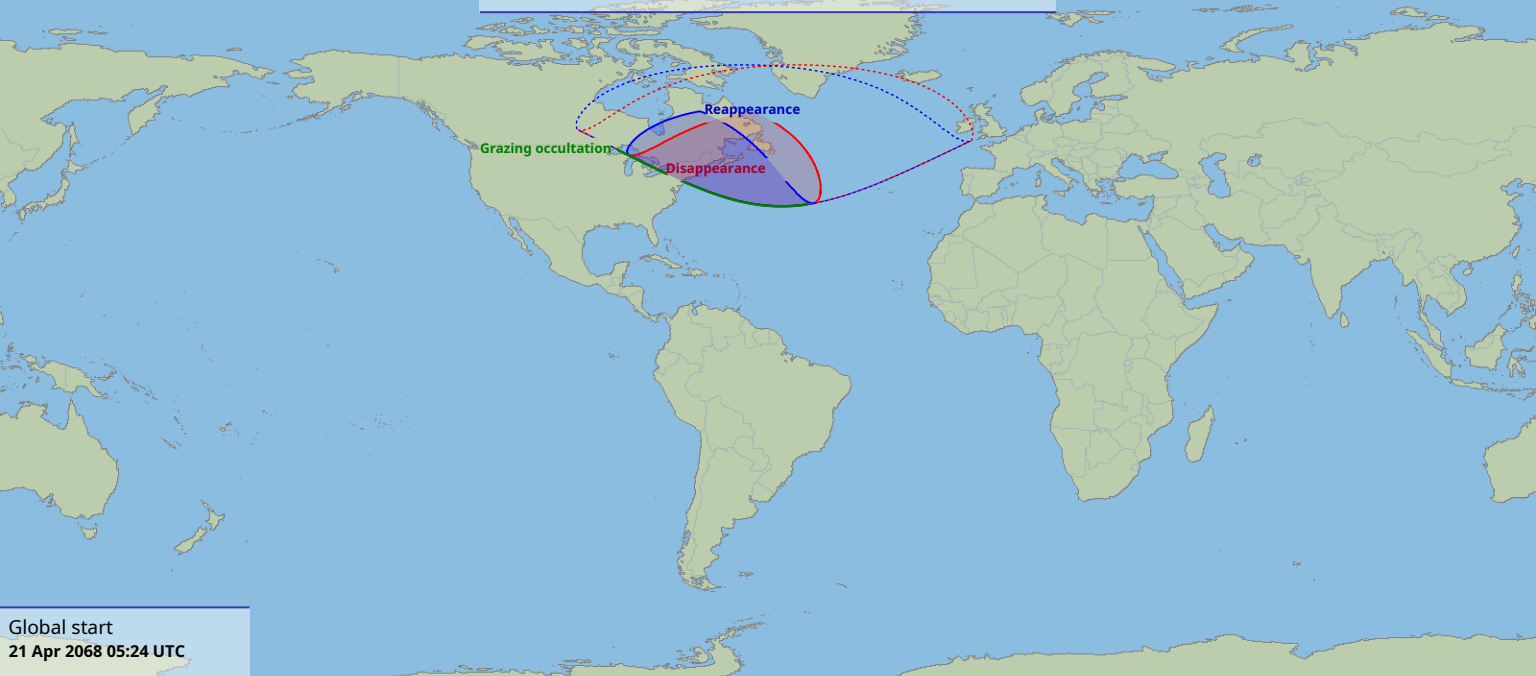 Reappearance
Grazing occultation
Disappearance
Global start
21 Apr 2068 05:24 UTC